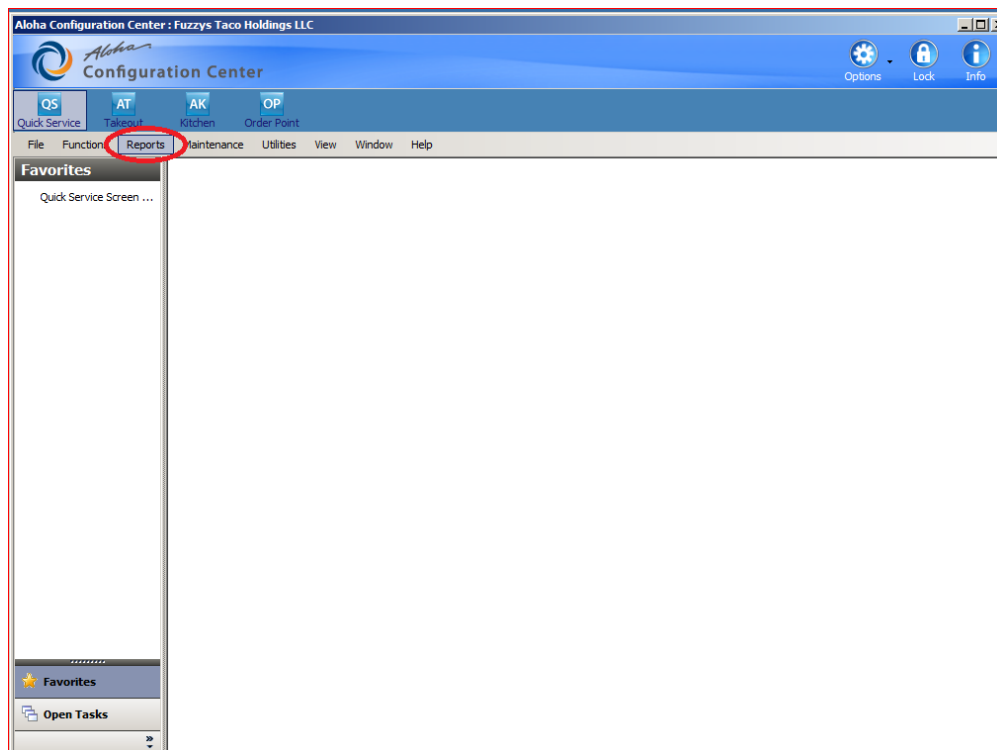 Aloha Configuration Center : Fuzzys Taco Holdings LLC
Aloha
Configuration Center
Options Lock Info
QS AT AK OP
Quick Service Takeout Kitchen Order Point
File Function Reports Maintenance Utilities View Window Help
Favorites
Quick Service Screen ...
Favorites
Open Tasks